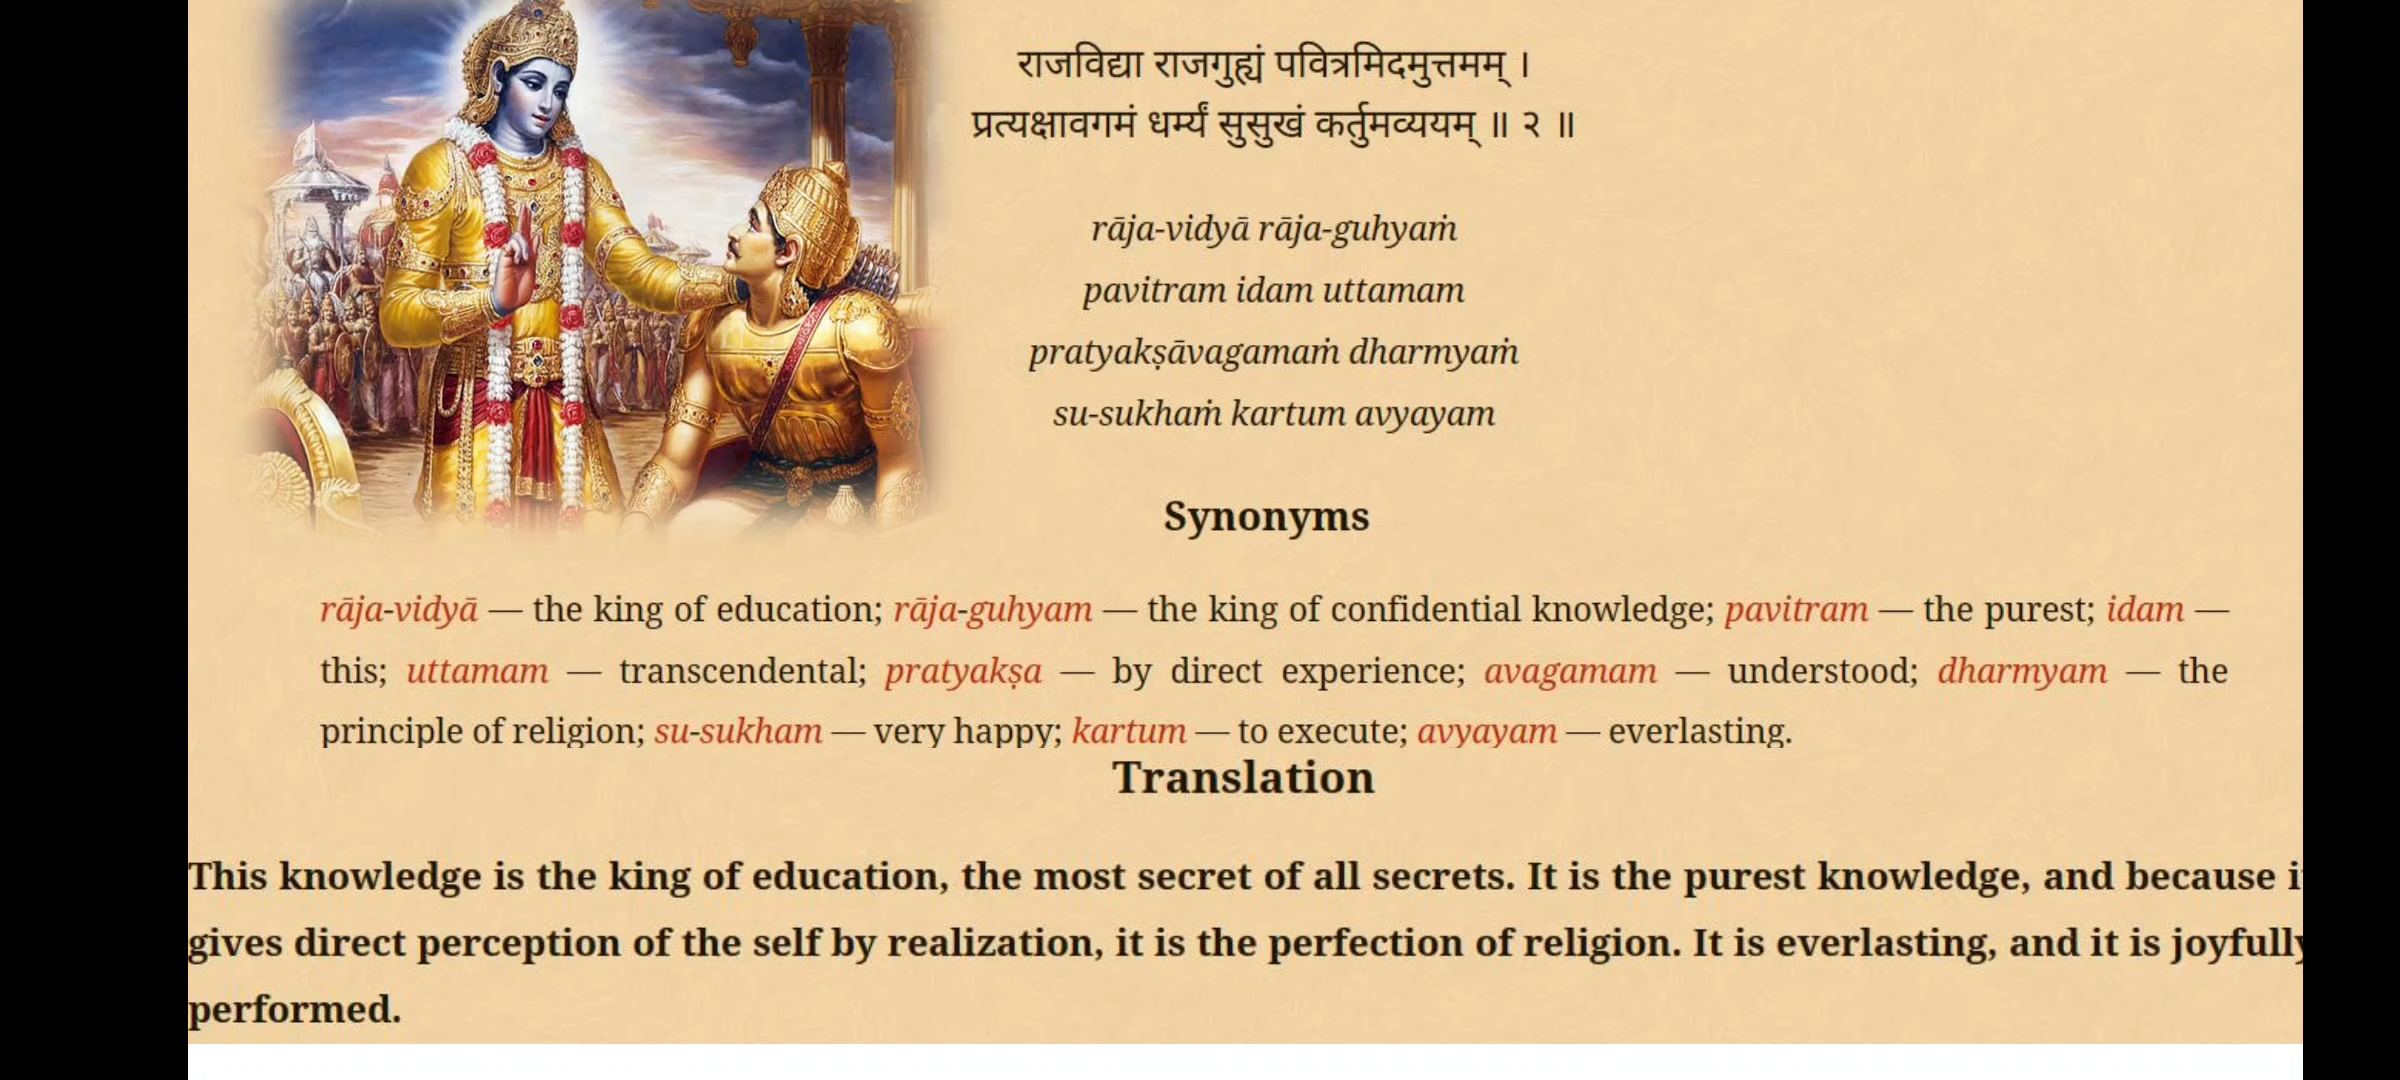 राजविद्या राजगुह्यं पवित्रमिदमुत्तमम् ।
प्रत्यक्षावगमं धर्म्यं सुसुखं कर्तुमव्ययम् ॥ २ ॥
rāja-vidyā rāja-guhyaṁ
pavitram idam uttamam
pratyakṣāvagamaṁ dharmyaṁ
su-sukhaṁ kartum avyayam
Synonyms
rāja-vidyā — the king of education; rāja-guhyam — the king of confidential knowledge; pavitram — the purest; idam —
this; uttamam — transcendental; pratyakṣa — by direct experience; avagamam — understood; dharmyam — the
principle of religion; su-sukham — very happy; kartum — to execute; avyayam — everlasting.
Translation
This knowledge is the king of education, the most secret of all secrets. It is the purest knowledge, and because it
gives direct perception of the self by realization, it is the perfection of religion. It is everlasting, and it is joyfully
performed.